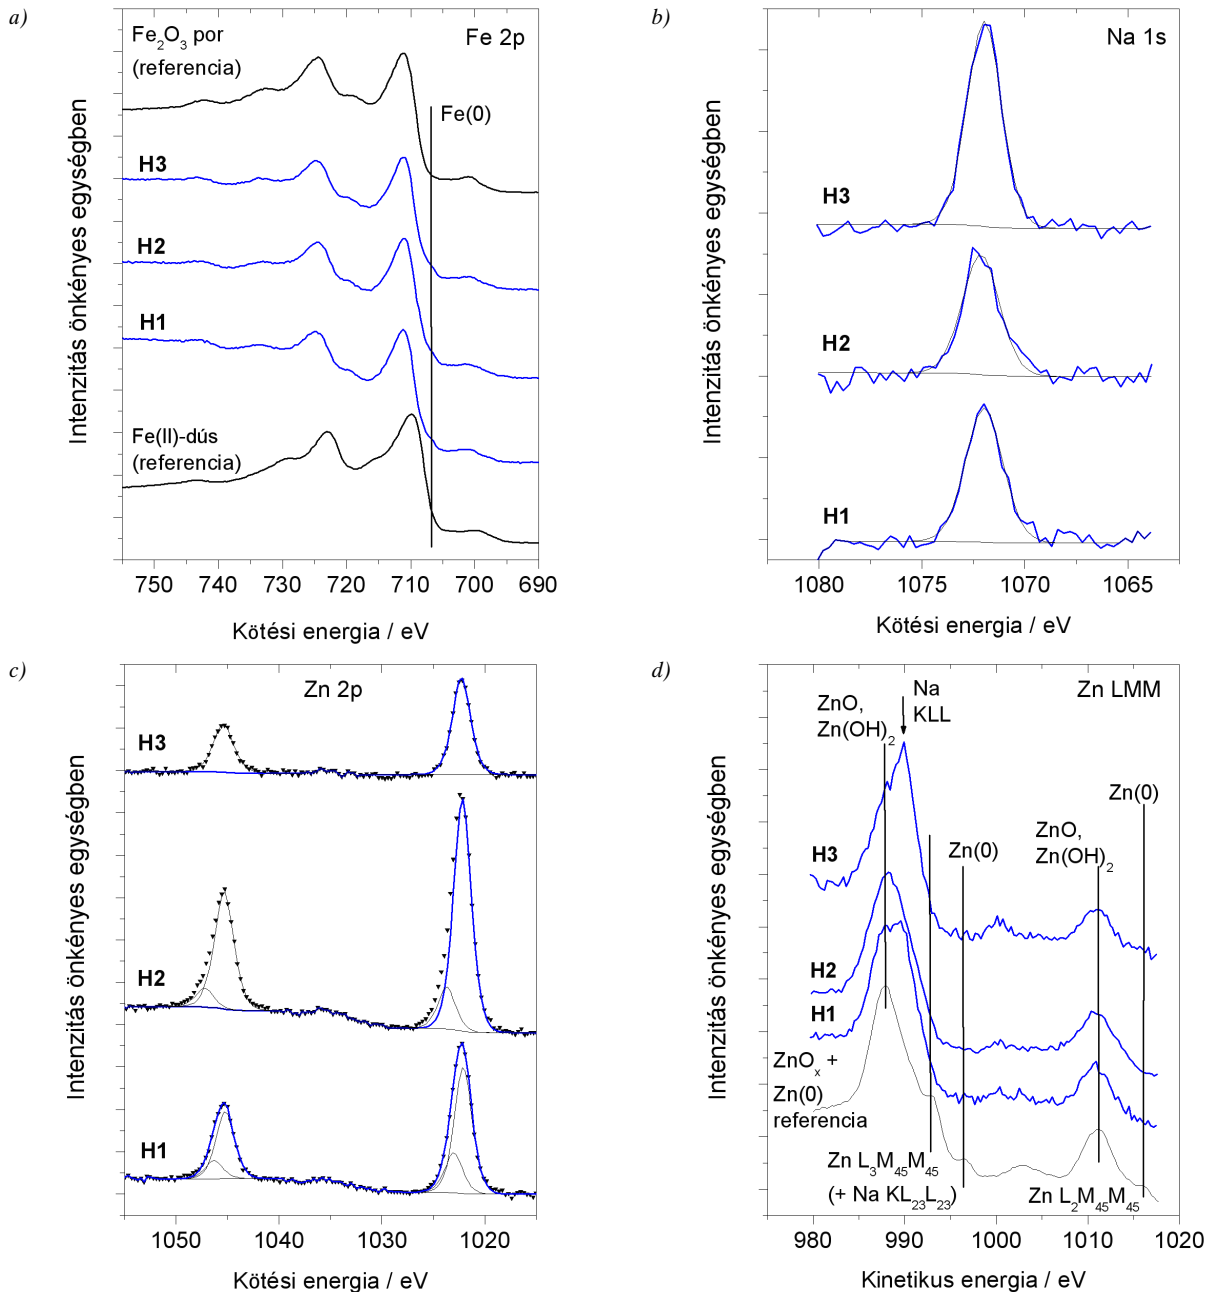 a)
Fe₂O₃ por
(referencia)
Fe 2p
Fe(0)
H3
H2
H1
Fe(II)-dús
(referencia)
Intenzitás önkényes egységben
750 740 730 720 710 700 690
Kötési energia / eV
b)
Na 1s
H3
H2
H1
Intenzitás önkényes egységben
1080 1075 1070 1065
Kötési energia / eV
c)
Zn 2p
H3
H2
H1
Intenzitás önkényes egységben
1050 1040 1030 1020
Kötési energia / eV
d)
Zn LMM
Na
KLL
ZnO,
Zn(OH)₂
Zn(0)
ZnO,
Zn(OH)₂
Zn(0)
H3
H2
H1
ZnOₓ +
Zn(0)
referencia
Zn L₃M₄₅M₄₅
(+ Na KL₂₃L₂₃)
Zn L₂M₄₅M₄₅
Intenzitás önkényes egységben
980 990 1000 1010 1020
Kinetikus energia / eV